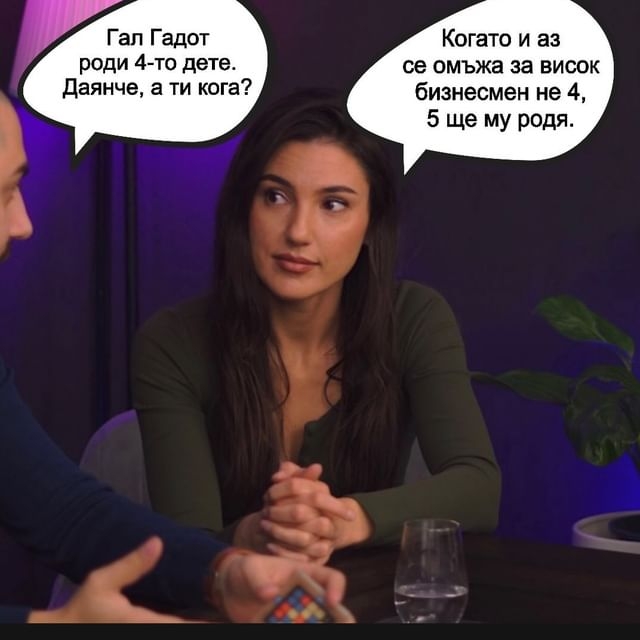 Гал Гадот
роди 4-то дете.
Даянче, а ти кога?
Когато и аз
се омъжа за висок
бизнесмен не 4,
5 ще му родя.